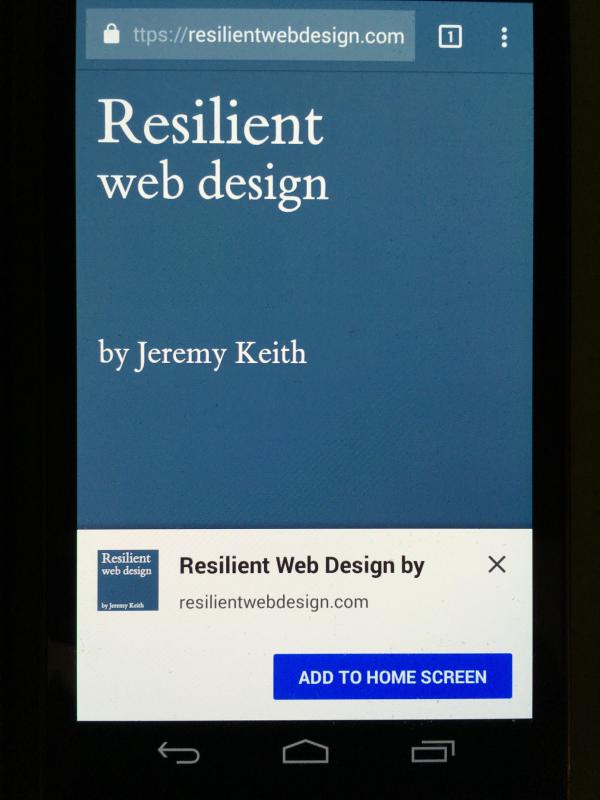 ttps://resilientwebdesign.com
1
Resilient
web design
by Jeremy Keith
Resilient
web design
by Jeremy Keith
Resilient Web Design by
resilientwebdesign.com
ADD TO HOME SCREEN